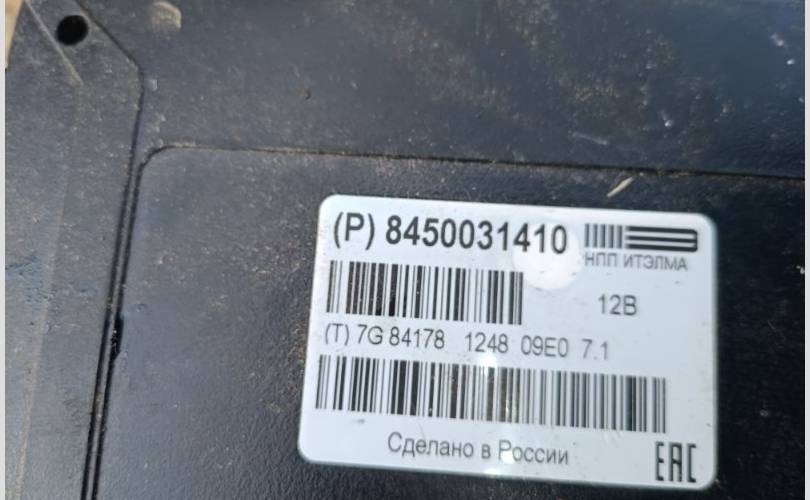 (P) 8450031410
НПП ИТЭЛМА
12В
(T) 7G 84178 1248 09E0 7.1
Сделано в России
EAC